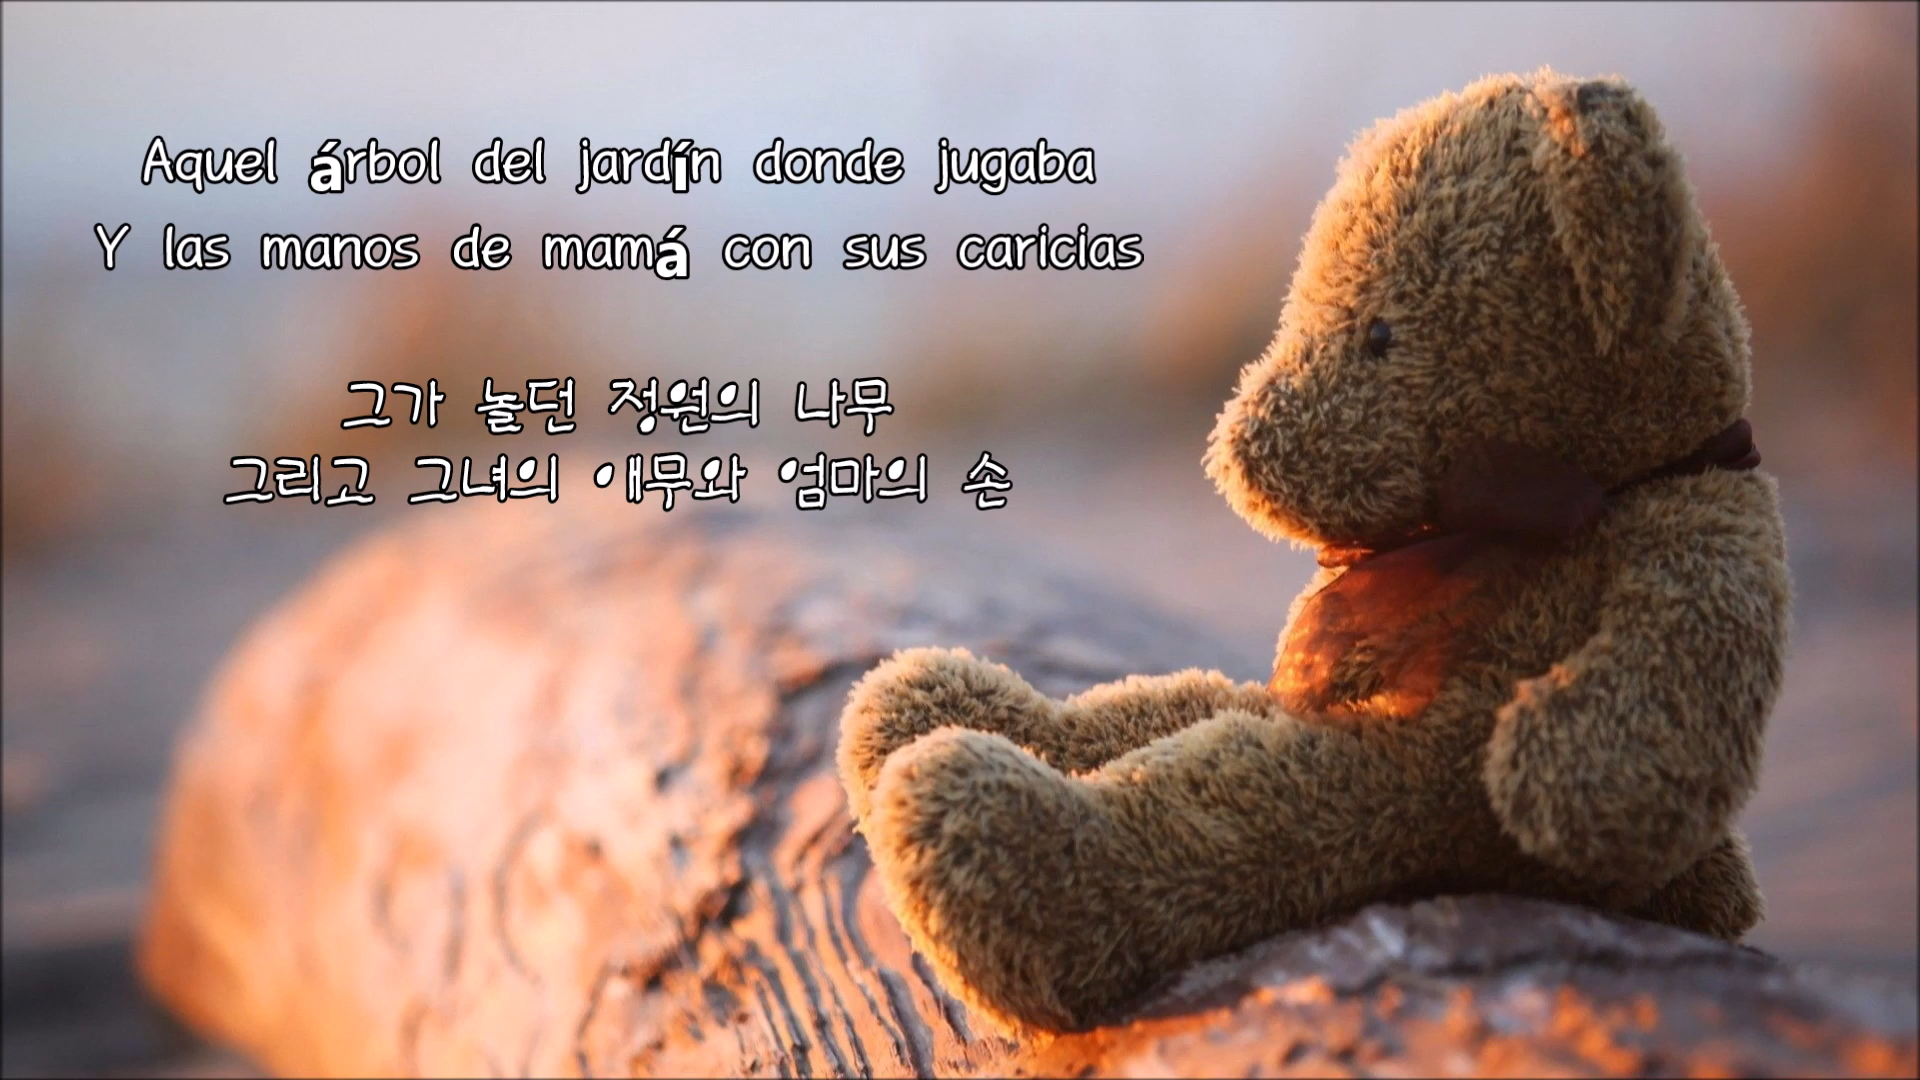 Aquel árbol del jardín donde jugaba
Y las manos de mamá con sus caricias
그가 놀던 정원의 나무
그리고 그녀의 애무와 엄마의 손